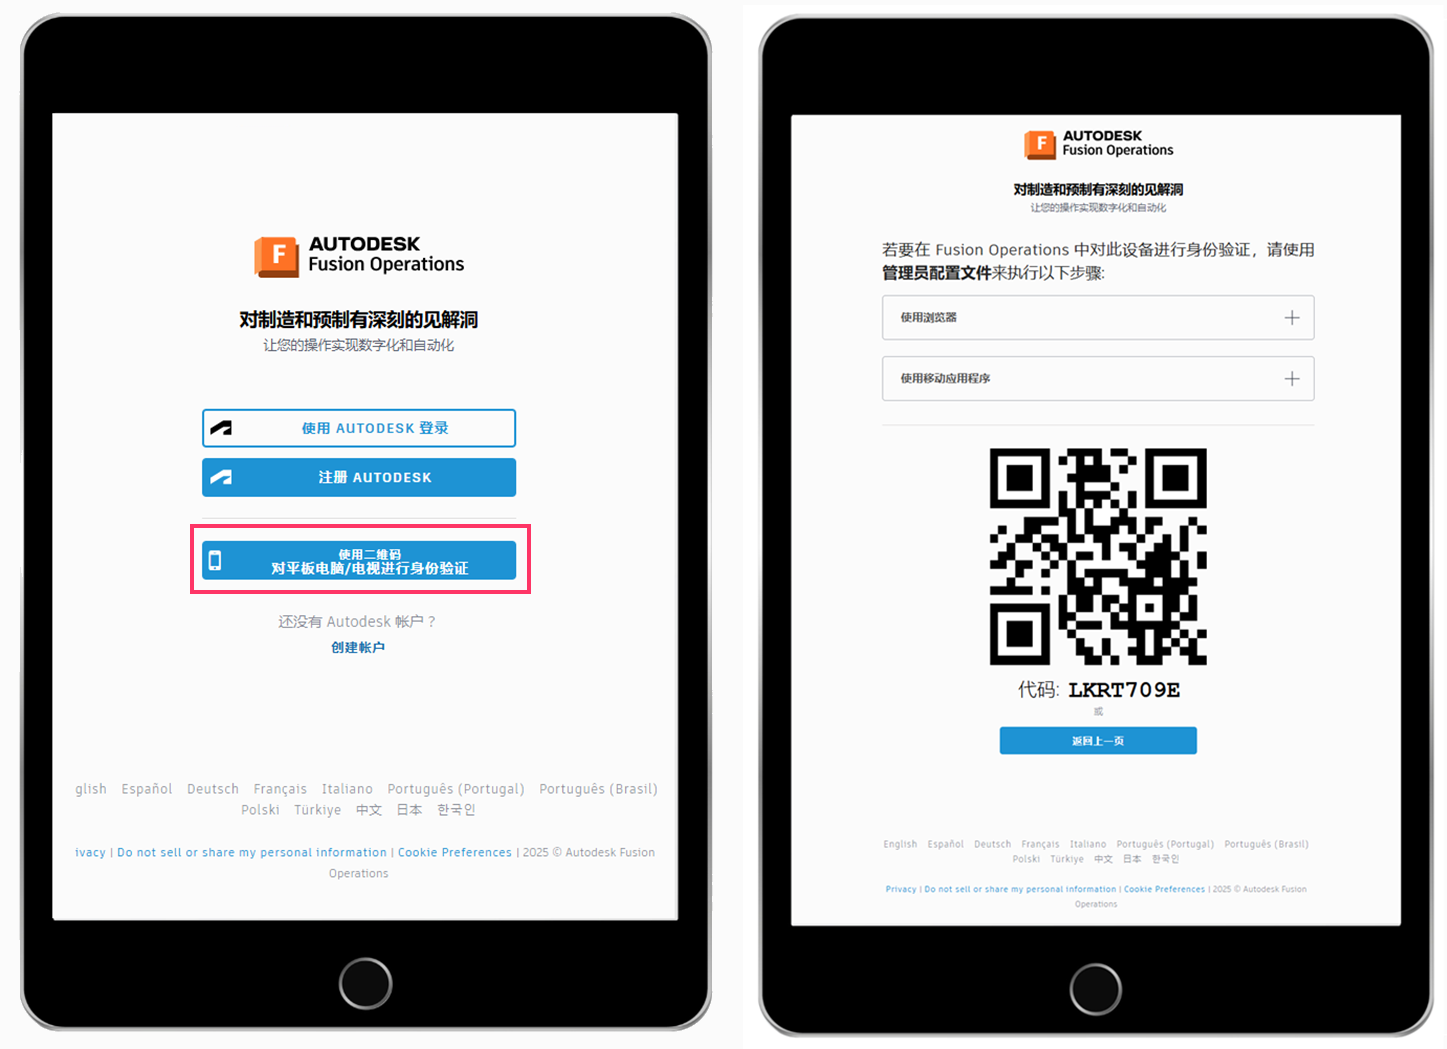 F
AUTODESK
Fusion Operations
对制造和预制有深刻的见解洞
让您的操作实现数字化和自动化
使用 AUTODESK 登录
注册 AUTODESK
使用二维码
对平板电脑/电视进行身份验证
还没有 Autodesk 帐户？
创建帐户
glish Español Deutsch Français Italiano Português (Portugal) Português (Brasil)
Polski Türkiye 中文 日本 한국인
ivacy | Do not sell or share my personal information | Cookie Preferences | 2025 © Autodesk Fusion
Operations
F
AUTODESK
Fusion Operations
对制造和预制有深刻的见解洞
让您的操作实现数字化和自动化
若要在 Fusion Operations 中对此设备进行身份验证，请使用
管理员配置文件来执行以下步骤:
使用浏览器
使用移动应用程序
代码: LKRT709E
或
返回上一页
English Español Deutsch Français Italiano Português (Portugal) Português (Brasil)
Polski Türkiye 中文 日本 한국인
Privacy | Do not sell or share my personal information | Cookie Preferences | 2025 © Autodesk Fusion
Operations